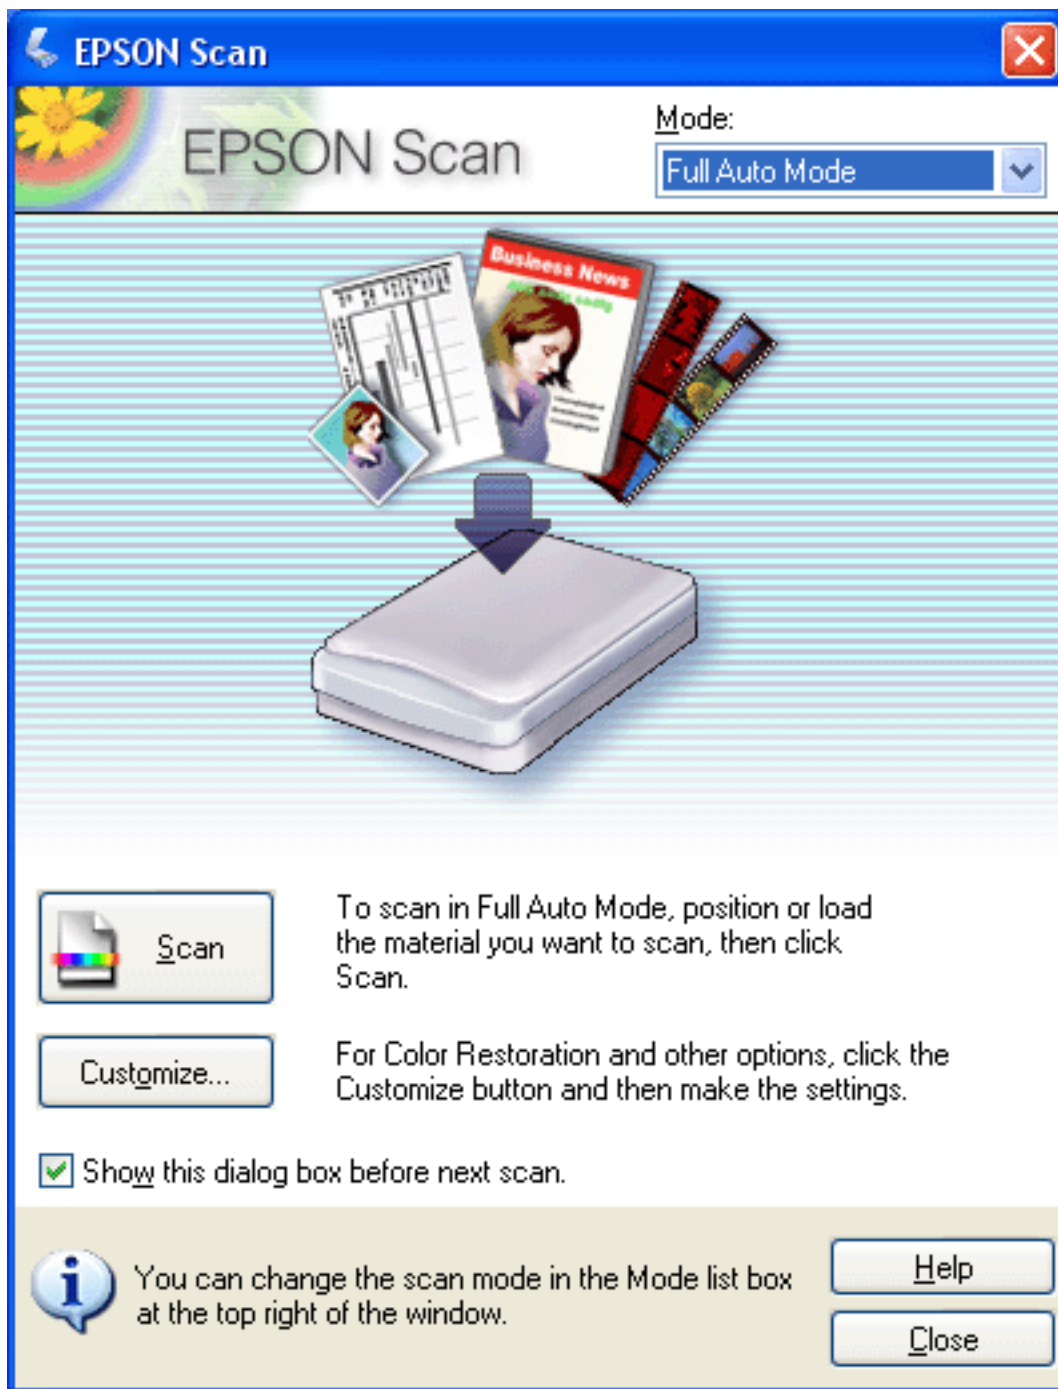 EPSON Scan
EPSON Scan
Mode:
Full Auto Mode
Business News
Scan
To scan in Full Auto Mode, position or load
the material you want to scan, then click
Scan.
Customize...
For Color Restoration and other options, click the
Customize button and then make the settings.
Show this dialog box before next scan.
You can change the scan mode in the Mode list box
at the top right of the window.
Help
Close